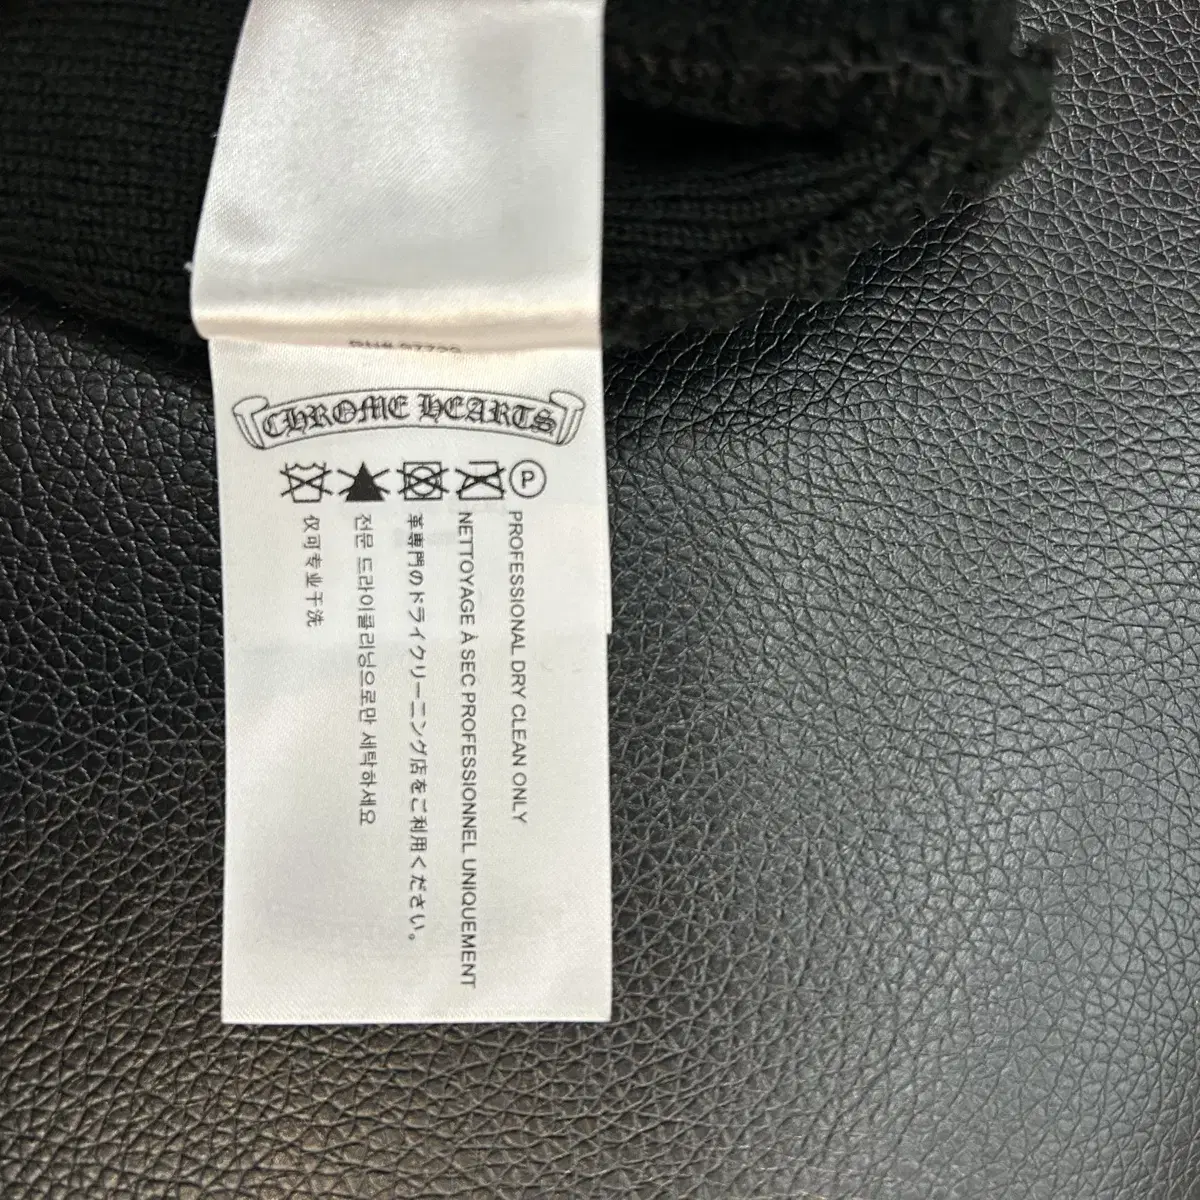 CHROME HEARTS
P
PROFESSIONAL DRY CLEAN ONLY
NETTOYAGE À SEC PROFESSIONNEL UNIQUEMENT
革専門のドライクリーニング店をご利用ください。
전문 드라이클리닝으로만 세탁하세요
仅可专业干洗